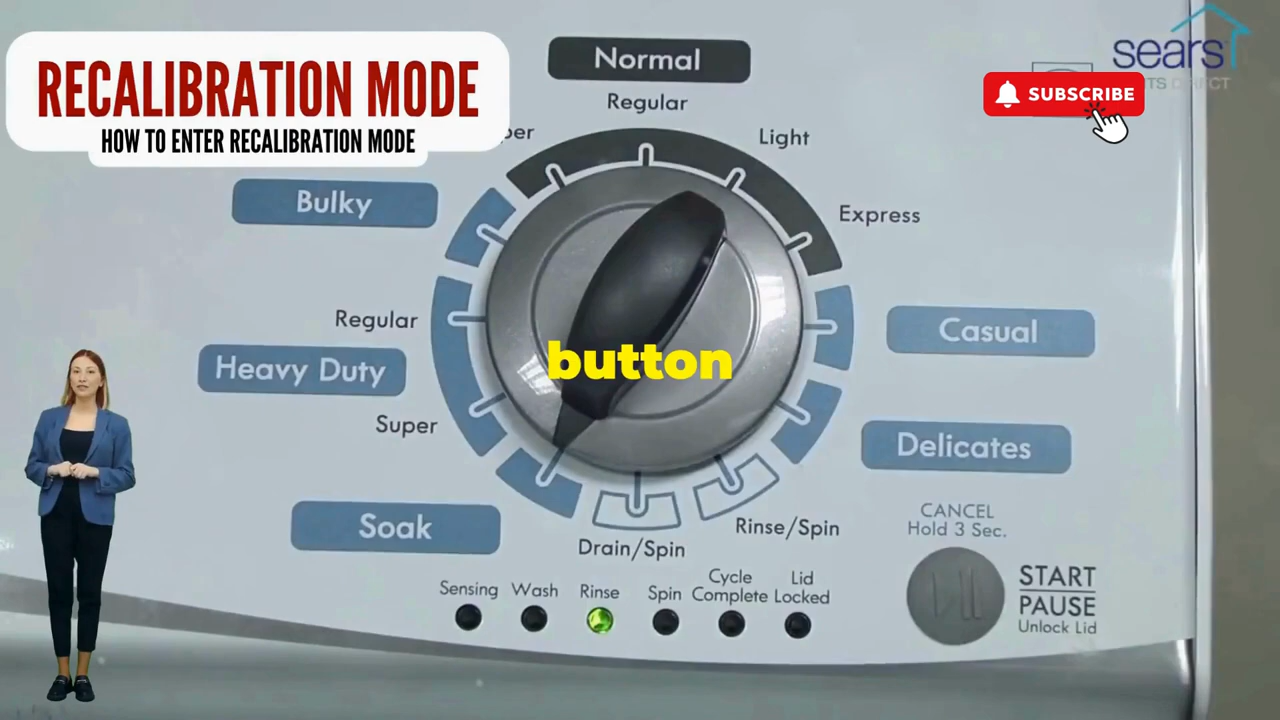 RECALIBRATION MODE
HOW TO ENTER RECALIBRATION MODE
sears
DIRECT
SUBSCRIBE
Normal
Regular
Light
Express
Bulky
Regular
Heavy Duty
Super
Casual
Delicates
button
Soak
Drain/Spin
Rinse/Spin
CANCEL
Hold 3 Sec.
Sensing
Wash
Rinse
Spin
Cycle
Complete
Lid
Locked
START
PAUSE
Unlock Lid